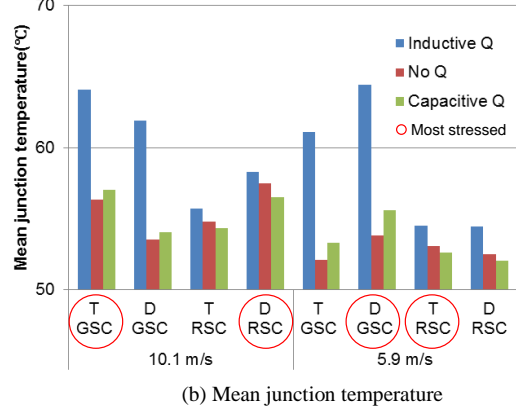 70
60
50
Mean junction temperature(℃)
Inductive Q
No Q
Capacitive Q
Most stressed
T D T D T D T D
GSC GSC RSC RSC GSC GSC RSC RSC
10.1 m/s 5.9 m/s
(b) Mean junction temperature